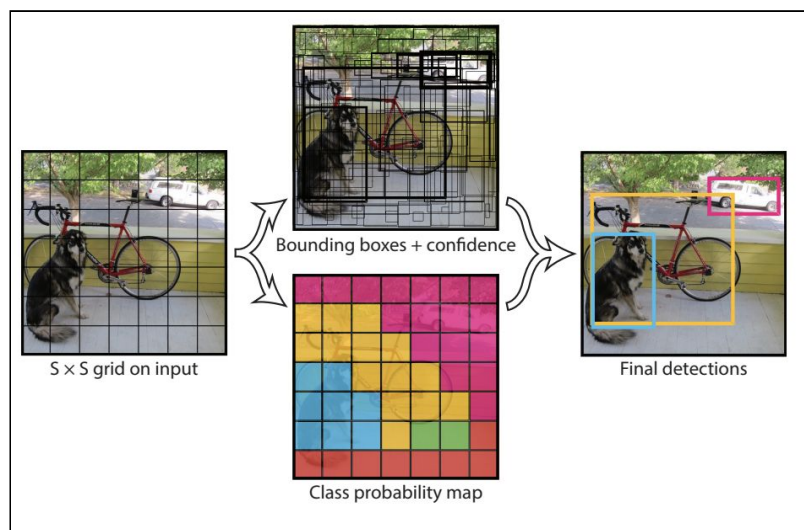 Bounding boxes + confidence
S × S grid on input
Final detections
Class probability map